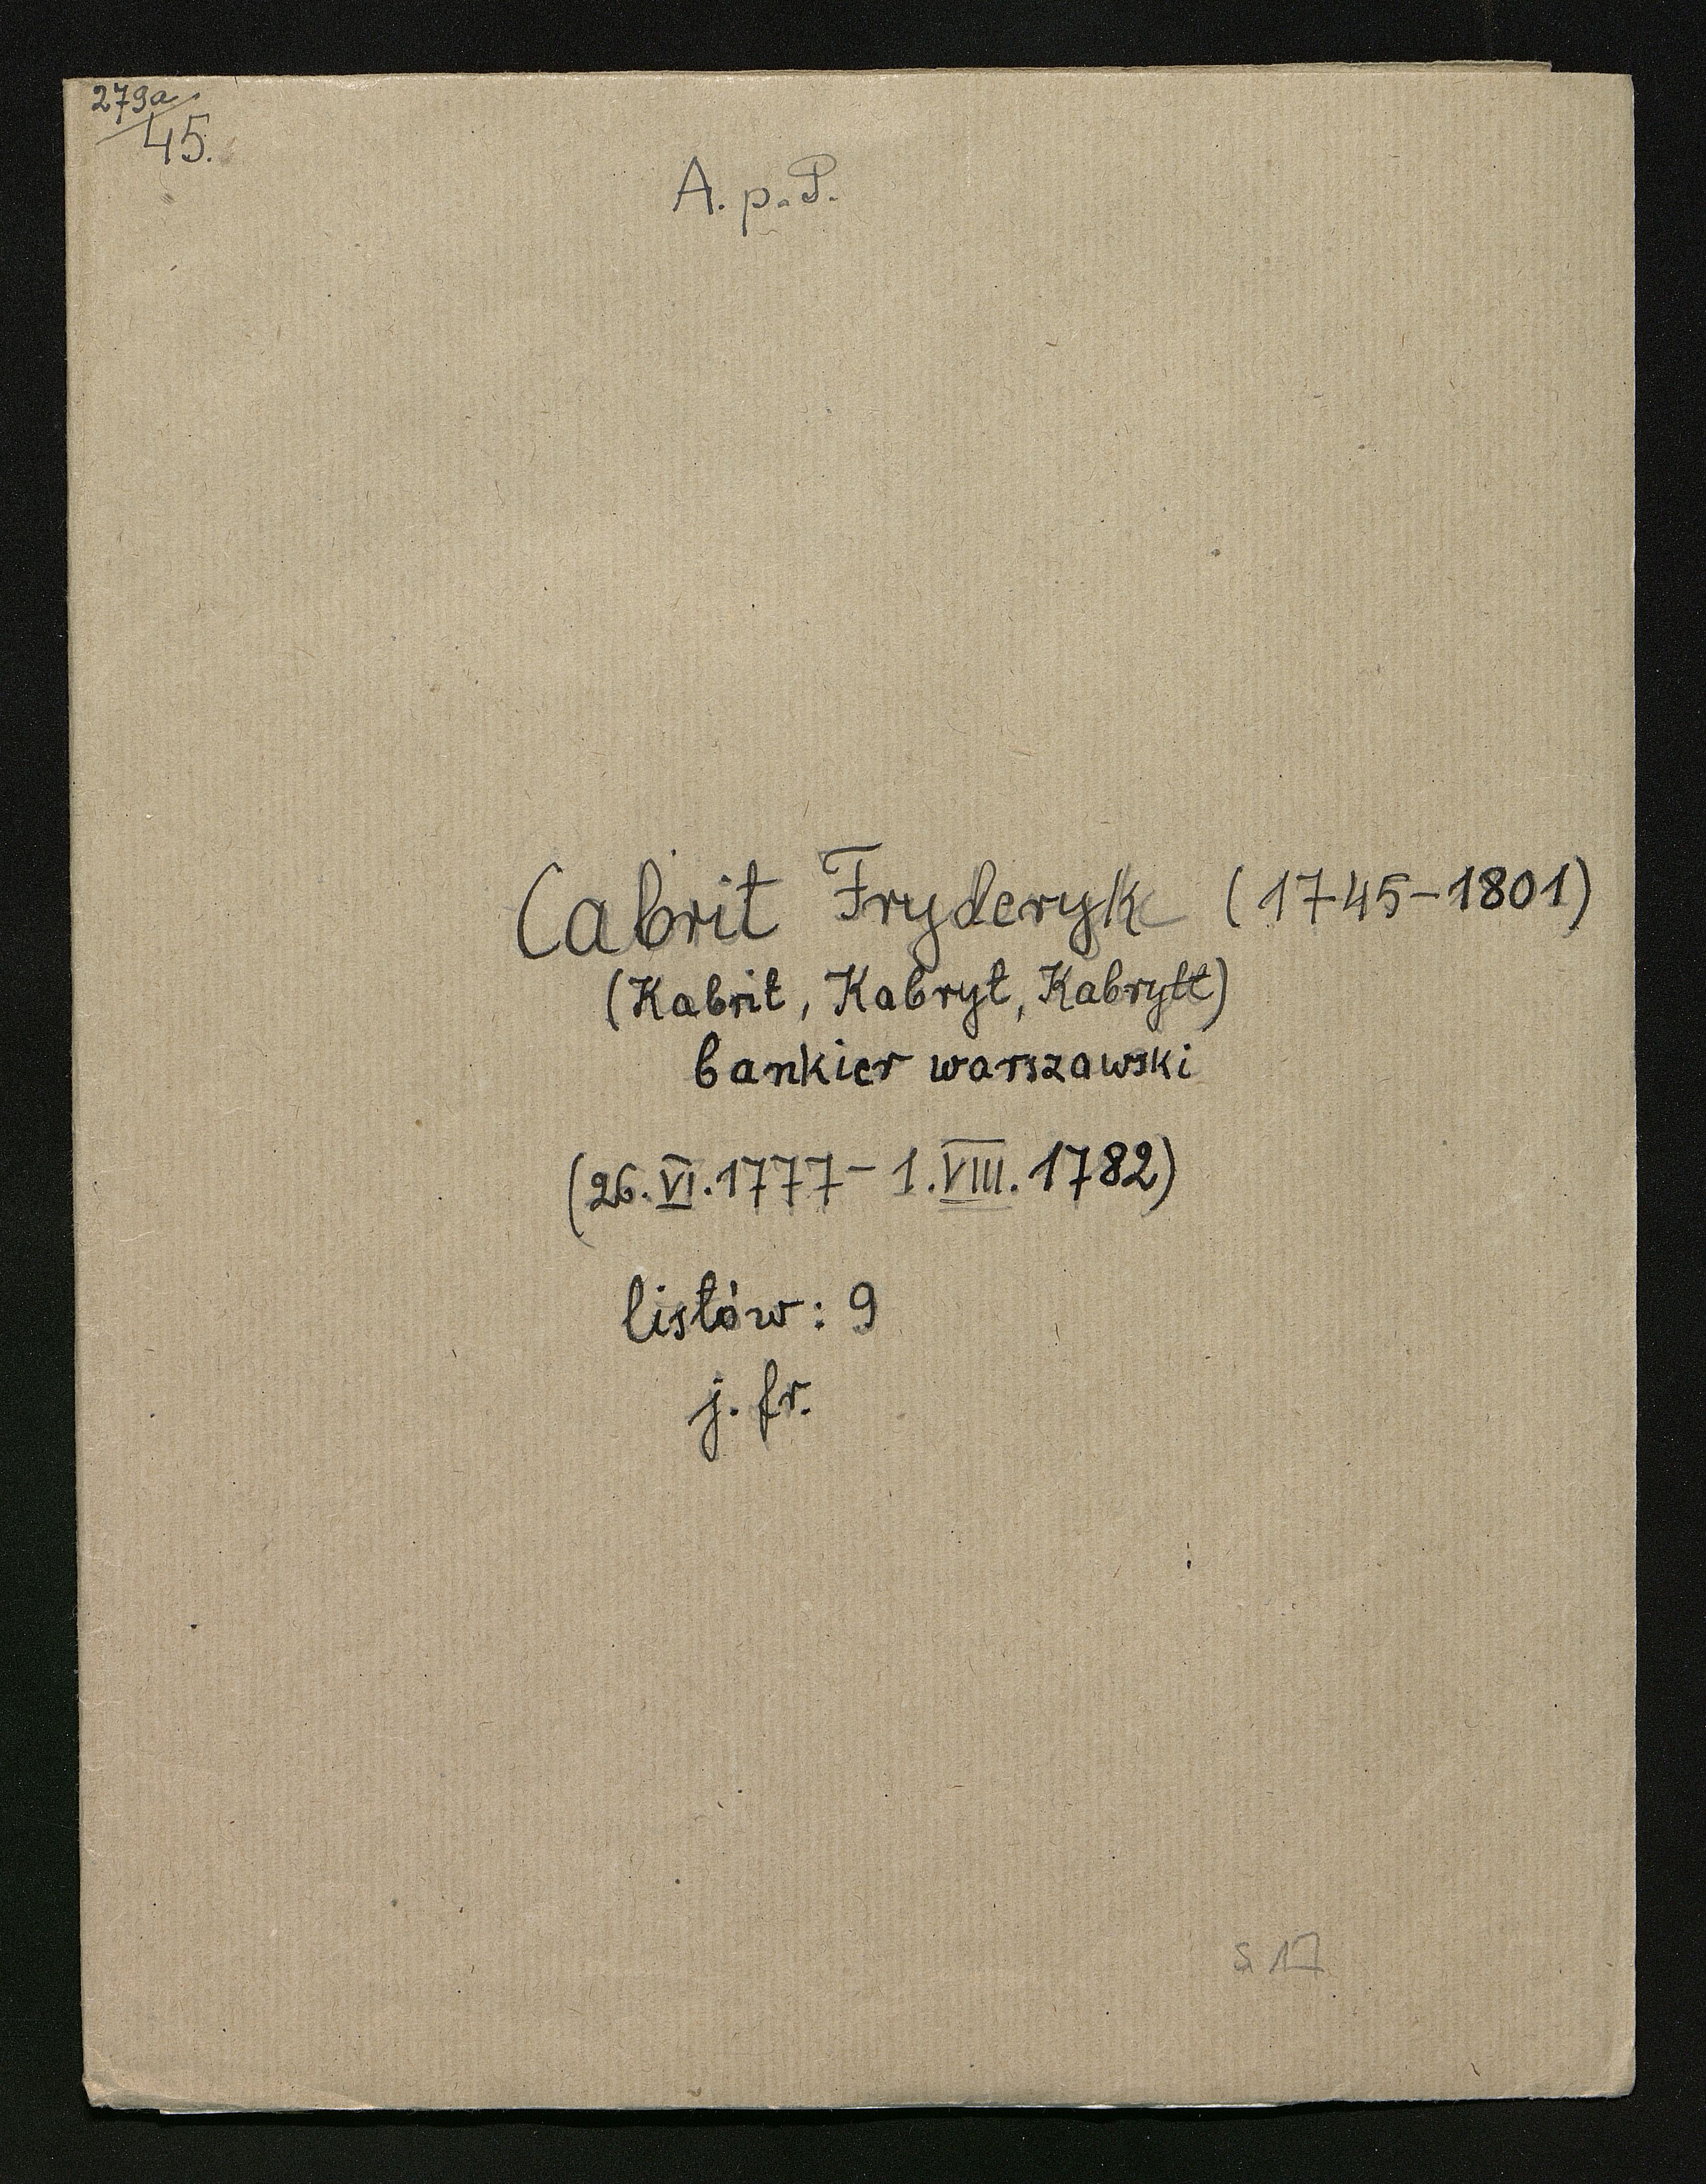 279a
45.
A. p. P.
Cabrit Fryderyk (1745-1801)
(Kabrit, Kabryt, Kabrytt)
bankier warszawski
(26.VI.1777 - 1.VIII.1782)
listów: 9
j. fr.
s. 17